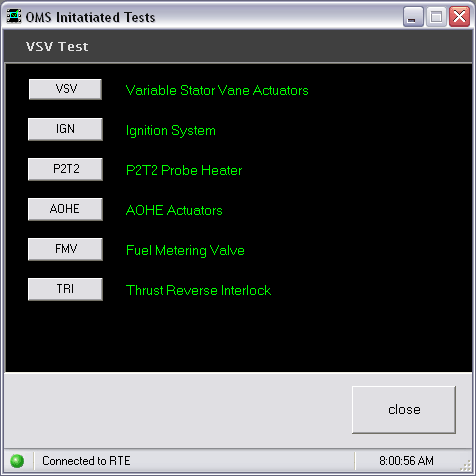 OMS Initatiated Tests
VSV Test
VSV Variable Stator Vane Actuators
IGN Ignition System
P2T2 P2T2 Probe Heater
AOHE AOHE Actuators
FMV Fuel Metering Valve
TRI Thrust Reverse Interlock
close
Connected to RTE 8:00:56 AM